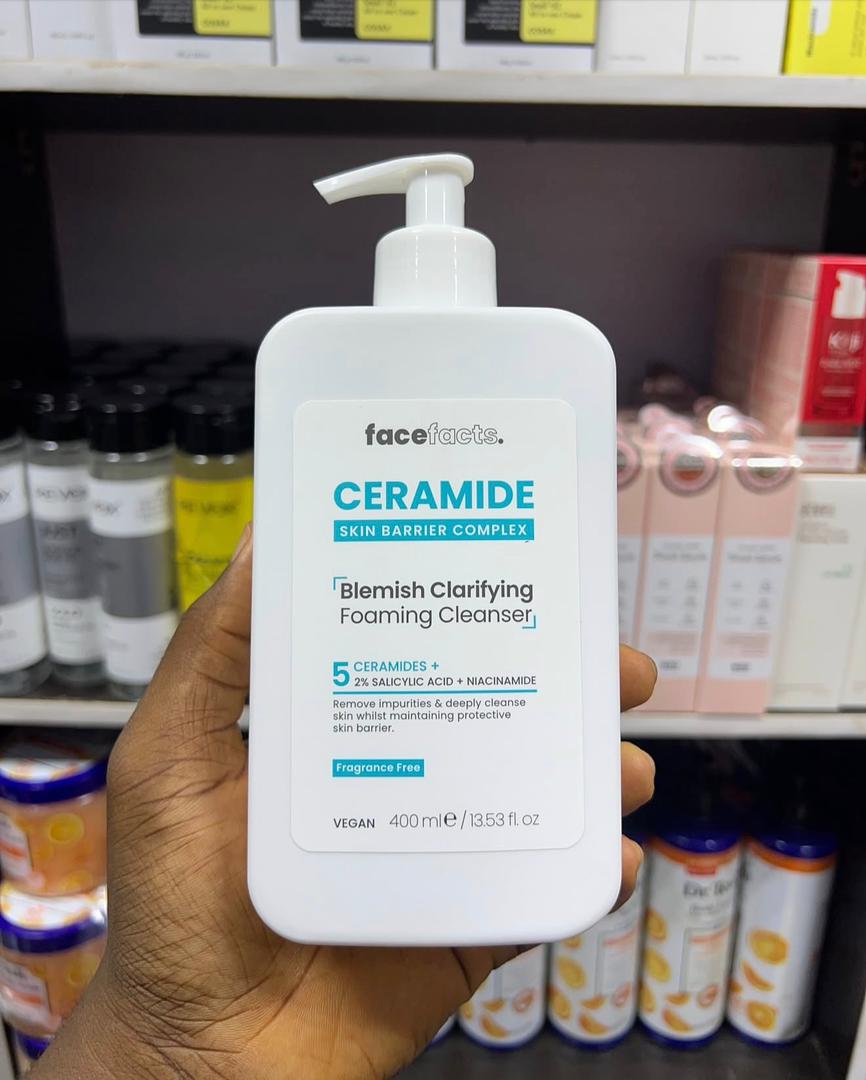 facefacts.
CERAMIDE
SKIN BARRIER COMPLEX
Blemish Clarifying
Foaming Cleanser
5 CERAMIDES +
2% SALICYLIC ACID + NIACINAMIDE
Remove impurities & deeply cleanse
skin whilst maintaining protective
skin barrier.
Fragrance Free
VEGAN 400 ml e / 13.53 fl. oz